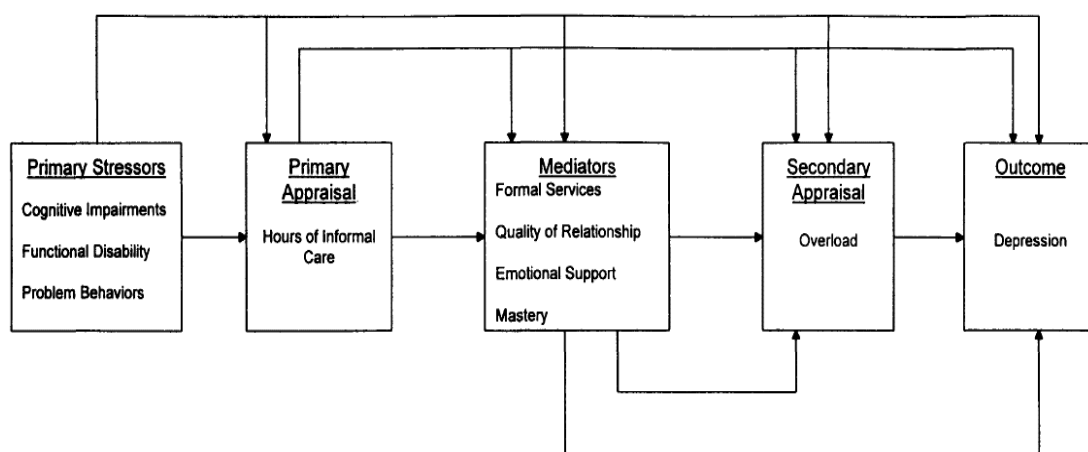 Primary Stressors
Cognitive Impairments
Functional Disability
Problem Behaviors
Primary
Appraisal
Hours of Informal
Care
Mediators
Formal Services
Quality of Relationship
Emotional Support
Mastery
Secondary
Appraisal
Overload
Outcome
Depression